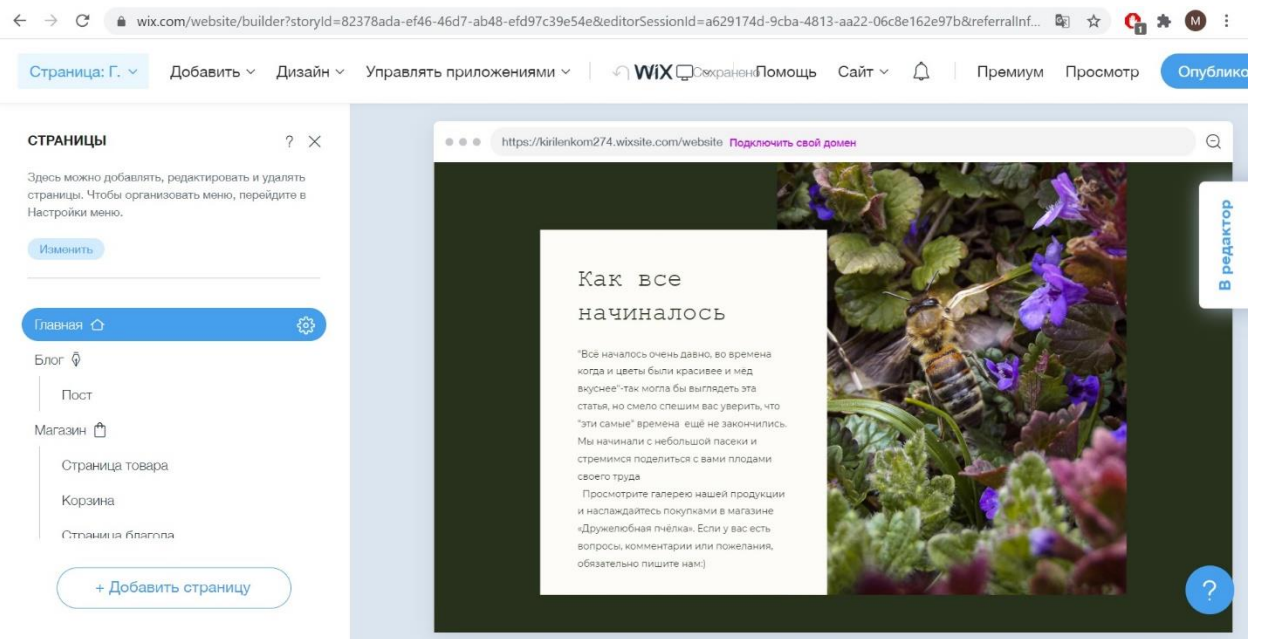 wix.com/website/builder?storyId=82378ada-ef46-46d7-ab48-efd97c39e54e&editorSessionId=a629174d-9cba-4813-aa22-06c8e162e97b&referralInf...
1
M
Страница: Г.
Добавить
Дизайн
Управлять приложениями
WiX
Сохранено
Помощь
Сайт
Премиум
Просмотр
Опублико
СТРАНИЦЫ
?
Здесь можно добавлять, редактировать и удалять
страницы. Чтобы организовать меню, перейдите в
Настройки меню.
Изменить
Главная
Блог
Пост
Магазин
Страница товара
Корзина
Страница благода
+ Добавить страницу
https://kirilenkom274.wixsite.com/website Подключить свой домен
В редактор
Как все
начиналось
"Всё началось очень давно, во времена
когда и цветы были красивее и мёд
вкуснее"-так могла бы выглядеть эта
статья, но смело спешим вас уверить, что
"эти самые" времена ещё не закончились.
Мы начинали с небольшой пасеки и
стремимся поделиться с вами плодами
своего труда
Просмотрите галерею нашей продукции
и наслаждайтесь покупками в магазине
«Дружелюбная пчёлка». Если у вас есть
вопросы, комментарии или пожелания,
обязательно пишите нам:)
?